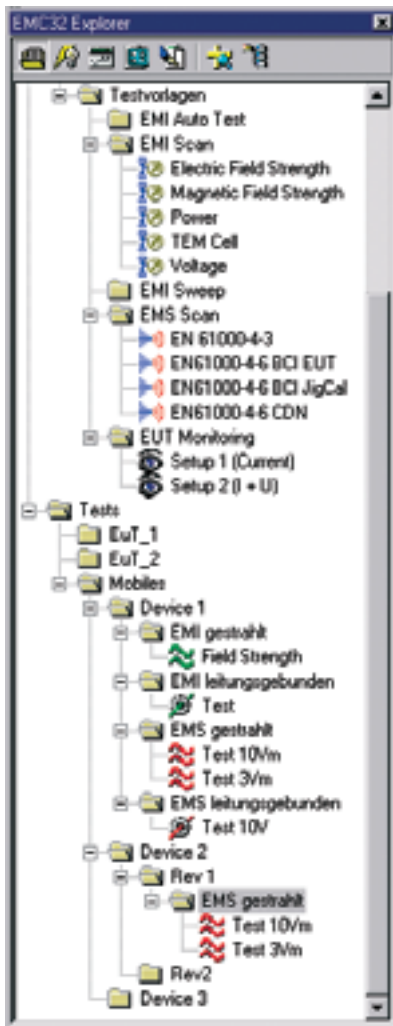 EMC32 Explorer
Testvorlagen
EMI Auto Test
EMI Scan
Electric Field Strength
Magnetic Field Strength
Power
TEM Cell
Voltage
EMI Sweep
EMS Scan
EN 61000-4-3
EN61000-4-6 BCI EUT
EN61000-4-6 BCI JigCal
EN61000-4-6 CDN
EUT Monitoring
Setup 1 (Current)
Setup 2 (I + U)
Tests
EuT_1
EuT_2
Mobiles
Device 1
EMI gestrahlt
Field Strength
EMI leitungsgebunden
Test
EMS gestrahlt
Test 10Vm
Test 3Vm
EMS leitungsgebunden
Test 10V
Device 2
Rev 1
EMS gestrahlt
Test 10Vm
Test 3Vm
Rev2
Device 3